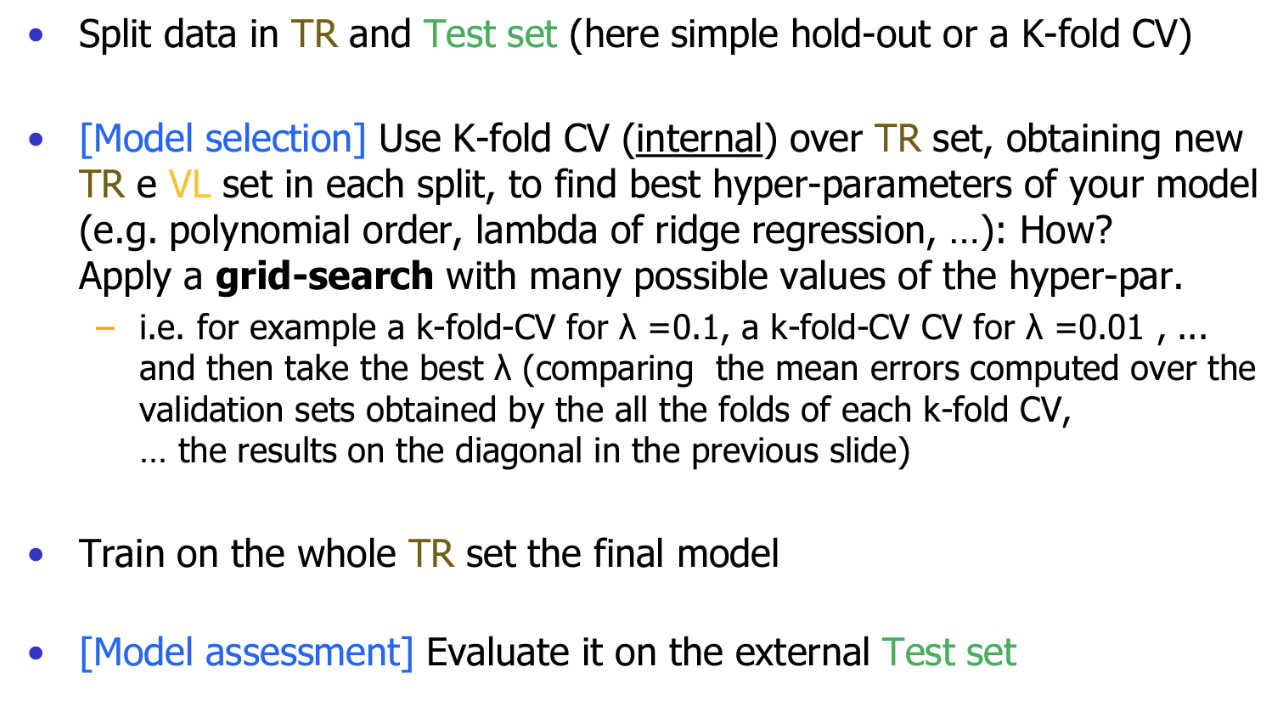 • Split data in TR and Test set (here simple hold-out or a K-fold CV)
• [Model selection] Use K-fold CV (internal) over TR set, obtaining new
TR e VL set in each split, to find best hyper-parameters of your model
(e.g. polynomial order, lambda of ridge regression, …): How?
Apply a grid-search with many possible values of the hyper-par.
– i.e. for example a k-fold-CV for λ =0.1, a k-fold-CV CV for λ =0.01 , ...
and then take the best λ (comparing  the mean errors computed over the
validation sets obtained by the all the folds of each k-fold CV,
… the results on the diagonal in the previous slide)
• Train on the whole TR set the final model
• [Model assessment] Evaluate it on the external Test set